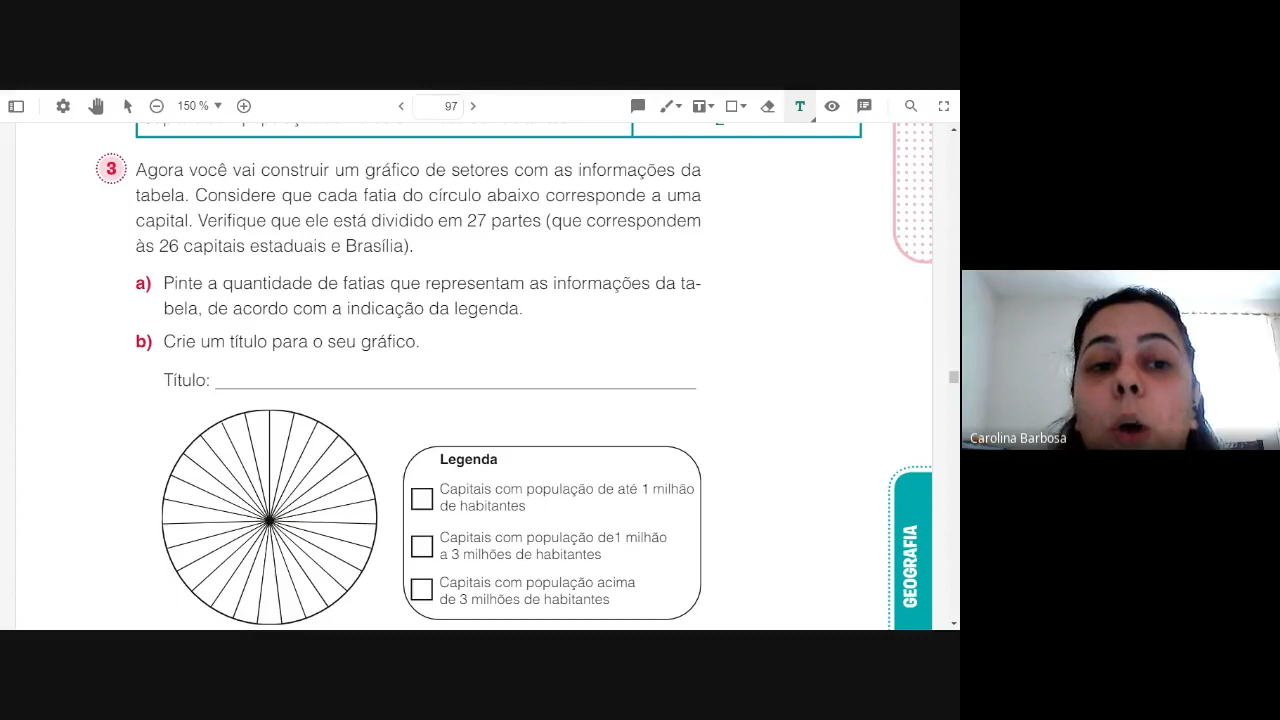 150 %
97
2
3 Agora você vai construir um gráfico de setores com as informações da
tabela. Considere que cada fatia do círculo abaixo corresponde a uma
capital. Verifique que ele está dividido em 27 partes (que correspondem
às 26 capitais estaduais e Brasília).
a) Pinte a quantidade de fatias que representam as informações da ta-
bela, de acordo com a indicação da legenda.
b) Crie um título para o seu gráfico.
Título:
Legenda
Capitais com população de até 1 milhão
de habitantes
Capitais com população de1 milhão
a 3 milhões de habitantes
Capitais com população acima
de 3 milhões de habitantes
GEOGRAFIA
Carolina Barbosa